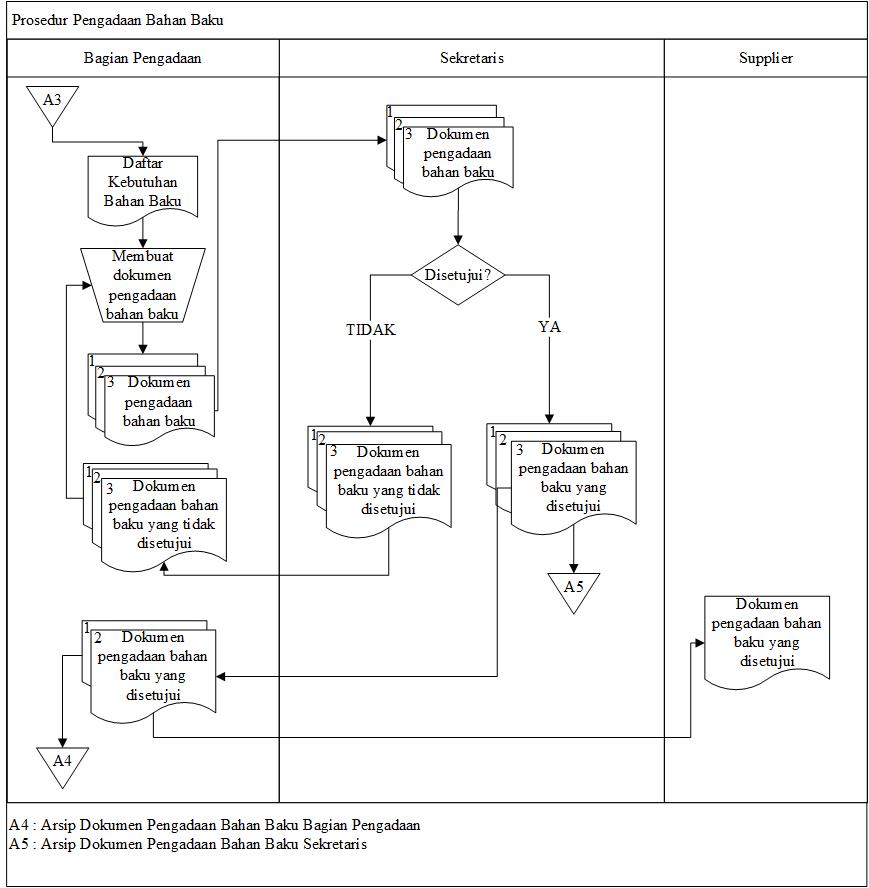 Prosedur Pengadaan Bahan Baku
Bagian Pengadaan
Sekretaris
Supplier
A3
Daftar
Kebutuhan
Bahan Baku
Membuat
dokumen
pengadaan
bahan baku
1
2
3 Dokumen
pengadaan
bahan baku
1
2
3 Dokumen
pengadaan bahan
baku yang tidak
disetujui
1
2 Dokumen
pengadaan bahan
baku yang
disetujui
A4
1
2
3 Dokumen
pengadaan
bahan baku
Disetujui?
TIDAK
YA
1
2
3 Dokumen
pengadaan bahan
baku yang tidak
disetujui
1
2
3 Dokumen
pengadaan bahan
baku yang
disetujui
A5
Dokumen
pengadaan bahan
baku yang
disetujui
A4 : Arsip Dokumen Pengadaan Bahan Baku Bagian Pengadaan
A5 : Arsip Dokumen Pengadaan Bahan Baku Sekretaris